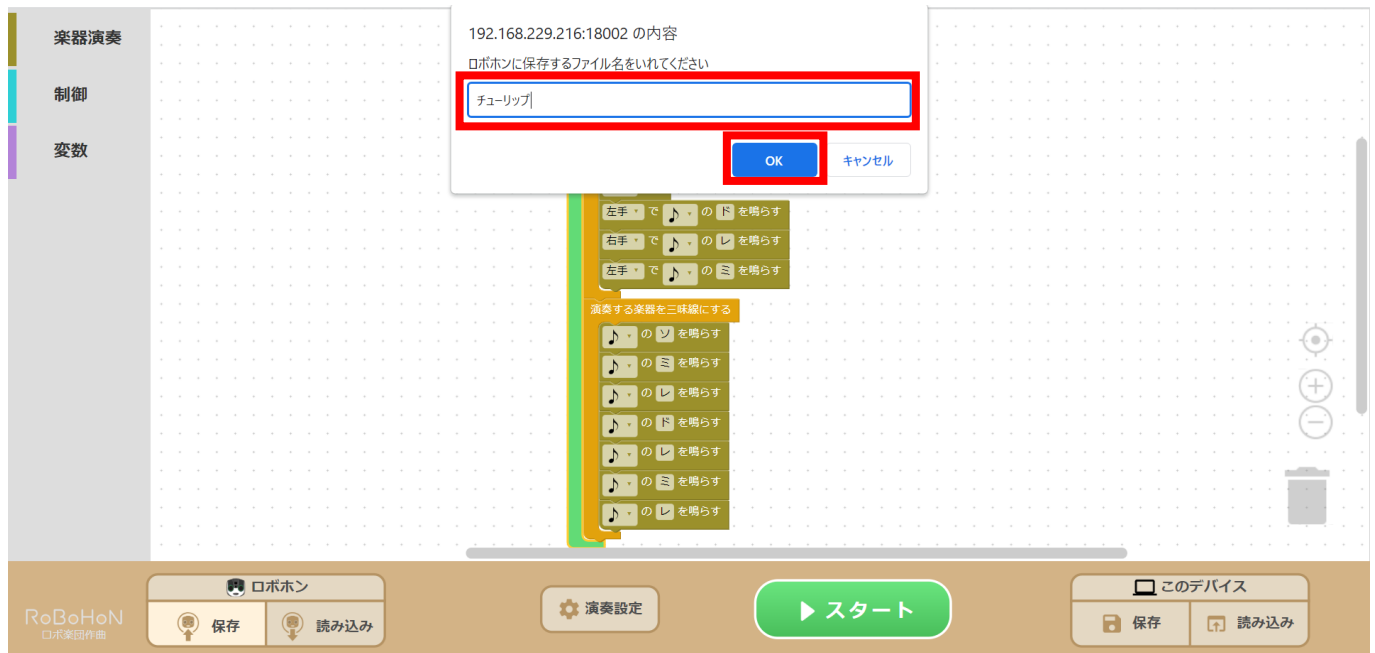 楽器演奏
制御
変数
192.168.229.216:18002 の内容
ロボホンに保存するファイル名をいれてください
チューリップ
OK
キャンセル
左手 で ♪ の ド を鳴らす
右手 で ♪ の レ を鳴らす
左手 で ♪ の ミ を鳴らす
演奏する楽器を三味線にする
♪ の ソ を鳴らす
♪ の ミ を鳴らす
♪ の レ を鳴らす
♪ の ド を鳴らす
♪ の レ を鳴らす
♪ の ミ を鳴らす
♪ の レ を鳴らす
RoBoHoN
ロボ楽団作曲
ロボホン
保存
読み込み
演奏設定
スタート
このデバイス
保存
読み込み